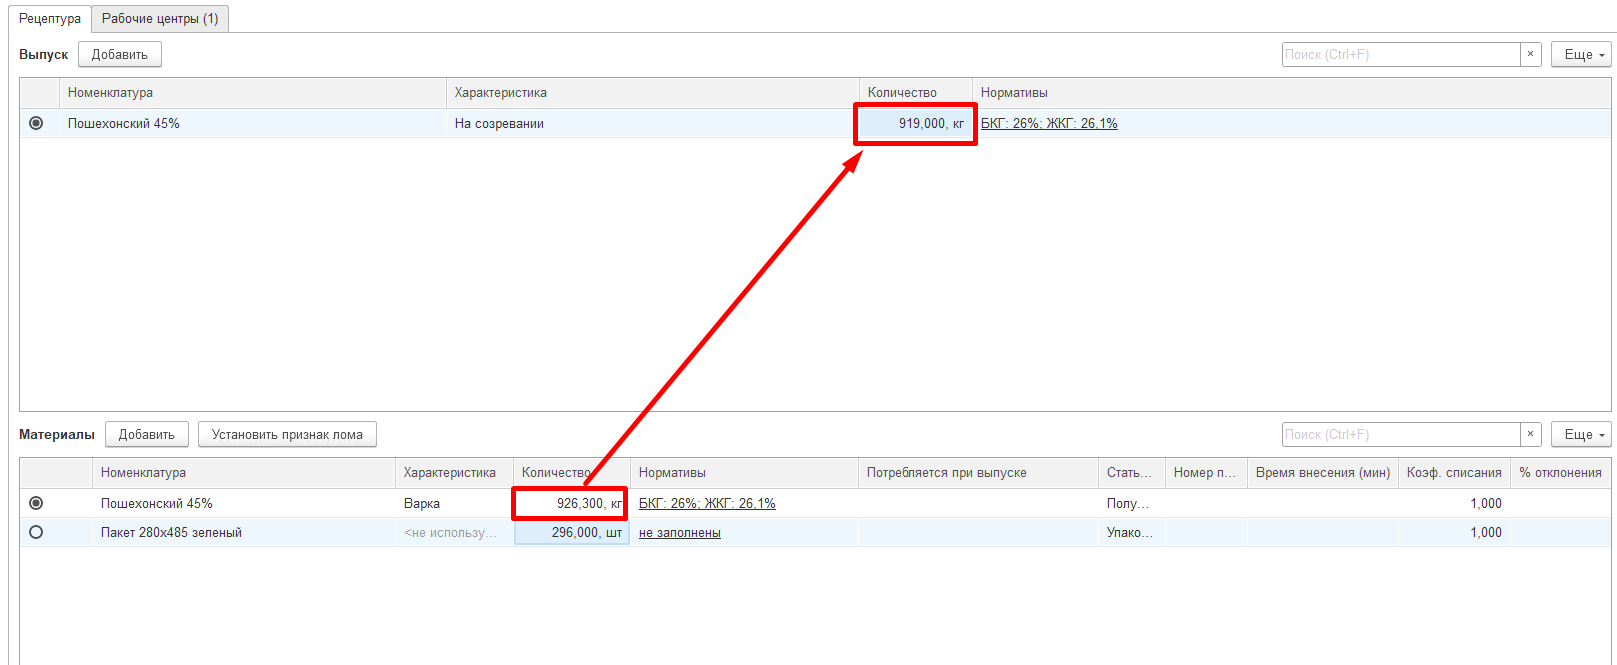 Рецептура Рабочие центры (1)
Выпуск Добавить Поиск (Ctrl+F) × Еще
Номенклатура Характеристика Количество Нормативы
Пошехонский 45% На созревании 919,000, кг БКГ: 26%; ЖКГ: 26,1%
Материалы Добавить Установить признак лома Поиск (Ctrl+F) × Еще
Номенклатура Характеристика Количество Нормативы Потребляется при выпуске Стать... Номер п... Время внесения (мин) Коэф. списания % отклонения
Пошехонский 45% Варка 926,300, кг БКГ: 26%; ЖКГ: 26,1% Полу... 1,000
Пакет 280х485 зеленый <не использу... 296,000, шт не заполнены Упако... 1,000